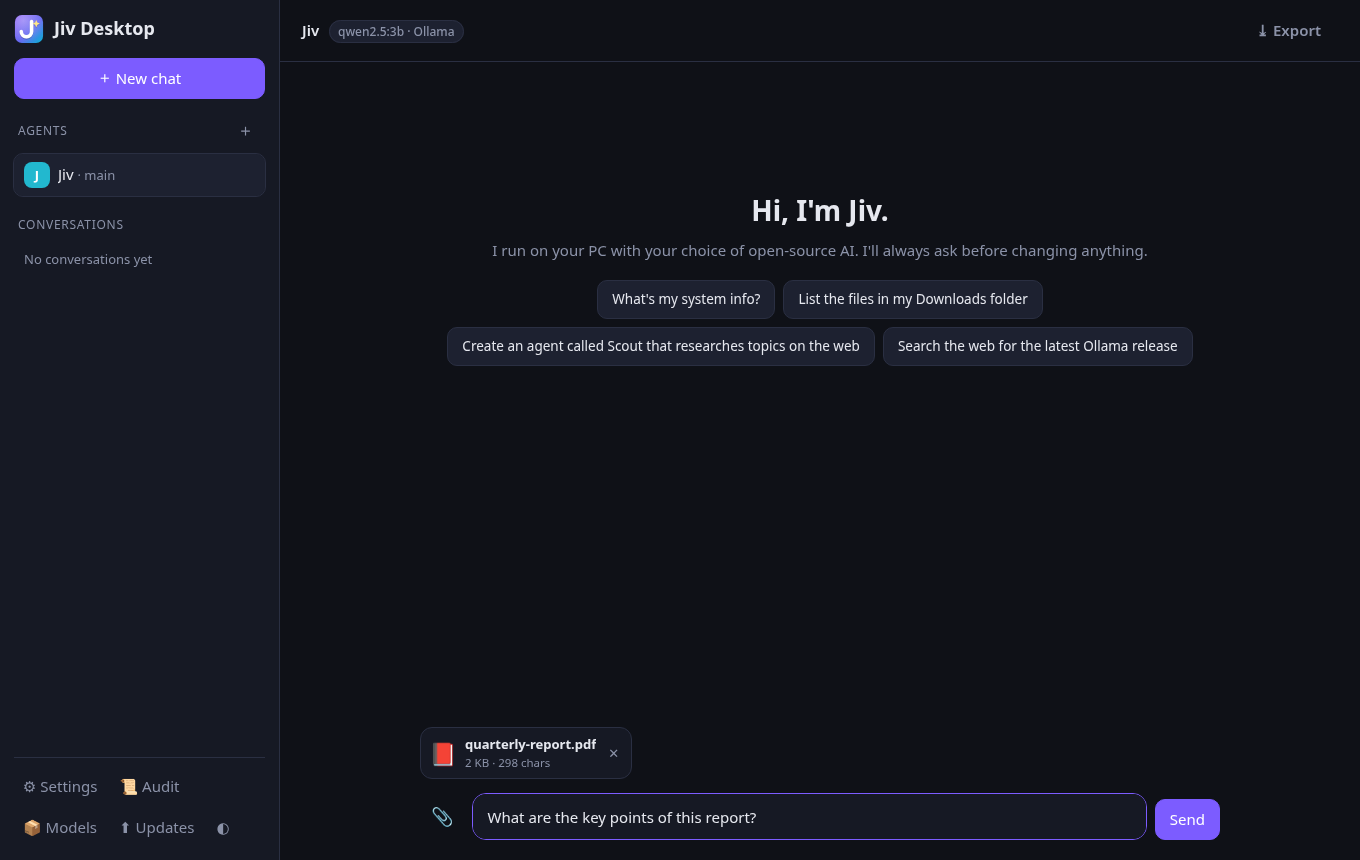 Jiv Desktop
+ New chat
AGENTS +
J Jiv · main
CONVERSATIONS
No conversations yet
⚙ Settings 📜 Audit
📦 Models ⬆ Updates ◐
Jiv qwen2.5:3b · Ollama ⤓ Export
Hi, I'm Jiv.
I run on your PC with your choice of open-source AI. I'll always ask before changing anything.
What's my system info? List the files in my Downloads folder
Create an agent called Scout that researches topics on the web Search the web for the latest Ollama release
quarterly-report.pdf ×
2 KB · 298 chars
What are the key points of this report? Send